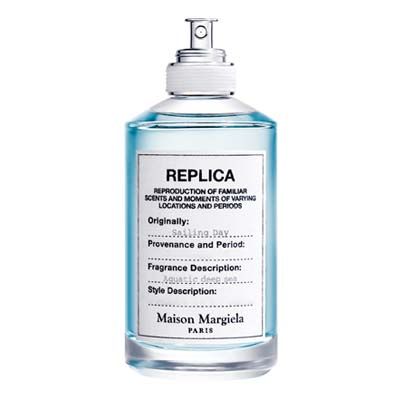 REPLICA
REPRODUCTION OF FAMILIAR
SCENTS AND MOMENTS OF VARYING
LOCATIONS AND PERIODS
Originally:
Sailing Day
Provenance and Period:
Fragrance Description:
Aquatic deep sea
Style Description:
Maison Margiela
PARIS